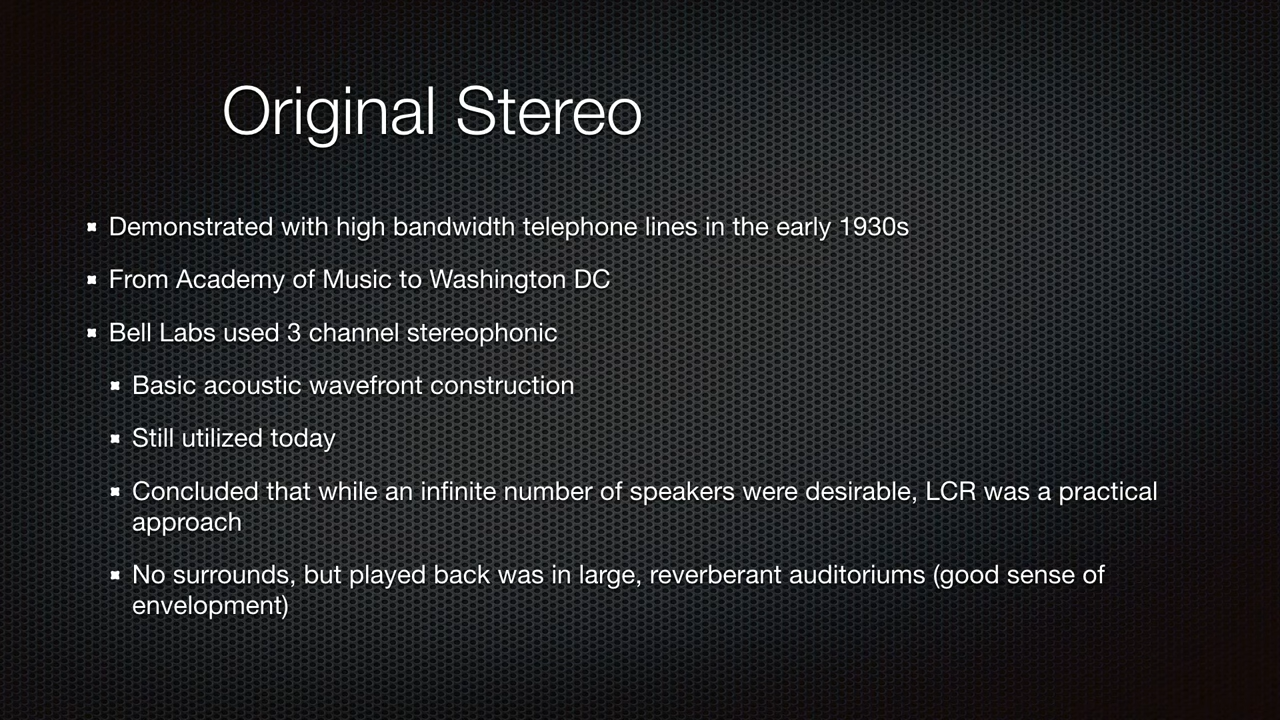 Original Stereo
Demonstrated with high bandwidth telephone lines in the early 1930s
From Academy of Music to Washington DC
Bell Labs used 3 channel stereophonic
Basic acoustic wavefront construction
Still utilized today
Concluded that while an infinite number of speakers were desirable, LCR was a practical
approach
No surrounds, but played back was in large, reverberant auditoriums (good sense of
envelopment)